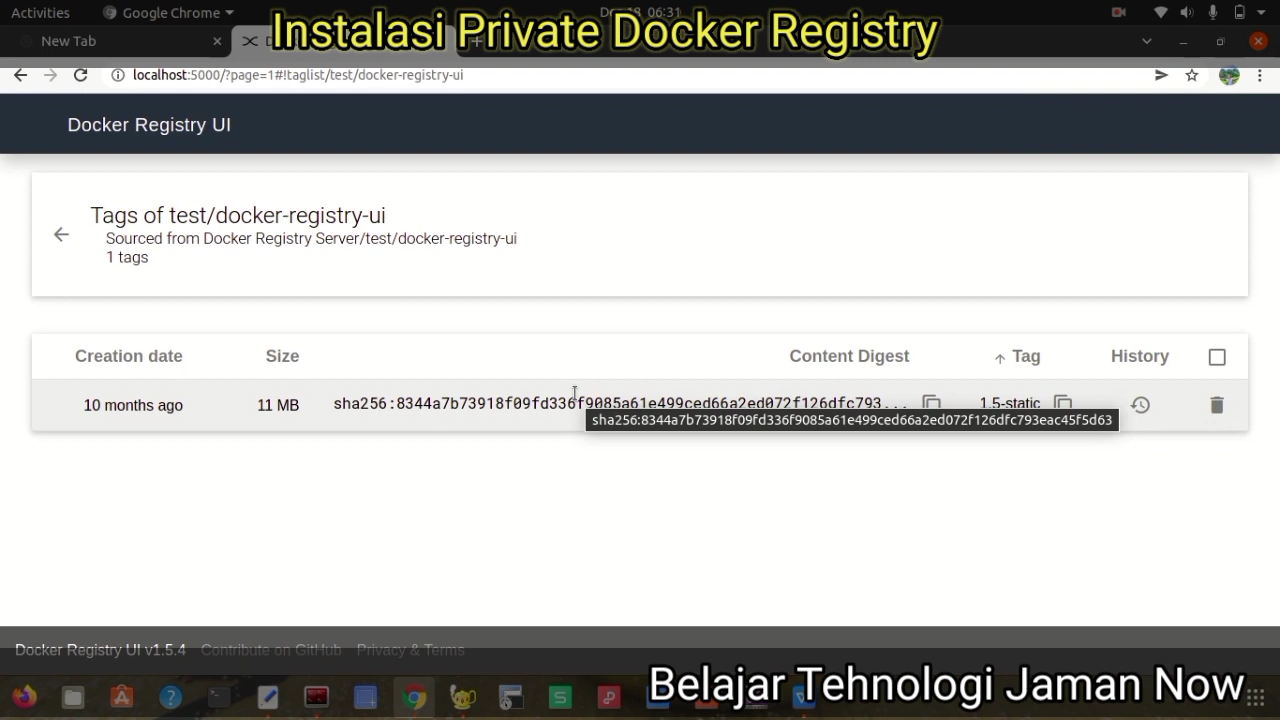 Activities
Google Chrome
Instalasi Private Docker Registry
New Tab
localhost:5000/?page=1#!taglist/test/docker-registry-ui
Docker Registry UI
Tags of test/docker-registry-ui
Sourced from Docker Registry Server/test/docker-registry-ui
1 tags
Creation date Size Content Digest Tag History
10 months ago 11 MB sha256:8344a7b73918f09fd336f9085a61e499ced66a2ed072f126dfc793... 1.5-static
sha256:8344a7b73918f09fd336f9085a61e499ced66a2ed072f126dfc793eac45f5d63
Docker Registry UI v1.5.4 Contribute on GitHub Privacy & Terms
Belajar Tehnologi Jaman Now